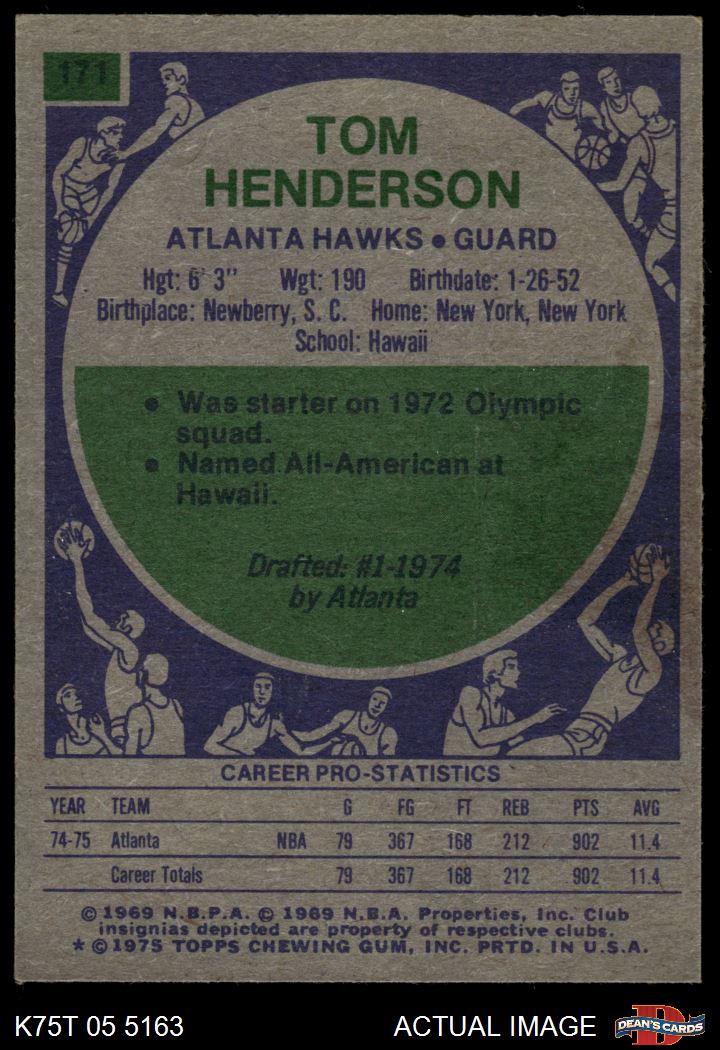 171
TOM
HENDERSON
ATLANTA HAWKS • GUARD
Hgt: 6' 3" Wgt: 190 Birthdate: 1-26-52
Birthplace: Newberry, S. C. Home: New York, New York
School: Hawaii
• Was starter on 1972 Olympic
squad.
• Named All-American at
Hawaii.
Drafted: #1-1974
by Atlanta
CAREER PRO-STATISTICS
YEAR TEAM G FG FT REB PTS AVG
74-75 Atlanta NBA 79 367 168 212 902 11.4
Career Totals 79 367 168 212 902 11.4
© 1969 N.B.P.A. © 1969 N.B.A. Properties, Inc. Club
insignias depicted are property of respective clubs.
* © 1975 TOPPS CHEWING GUM, INC. PRTD. IN U.S.A.
K75T 05 5163 ACTUAL IMAGE D DEAN'S CARDS